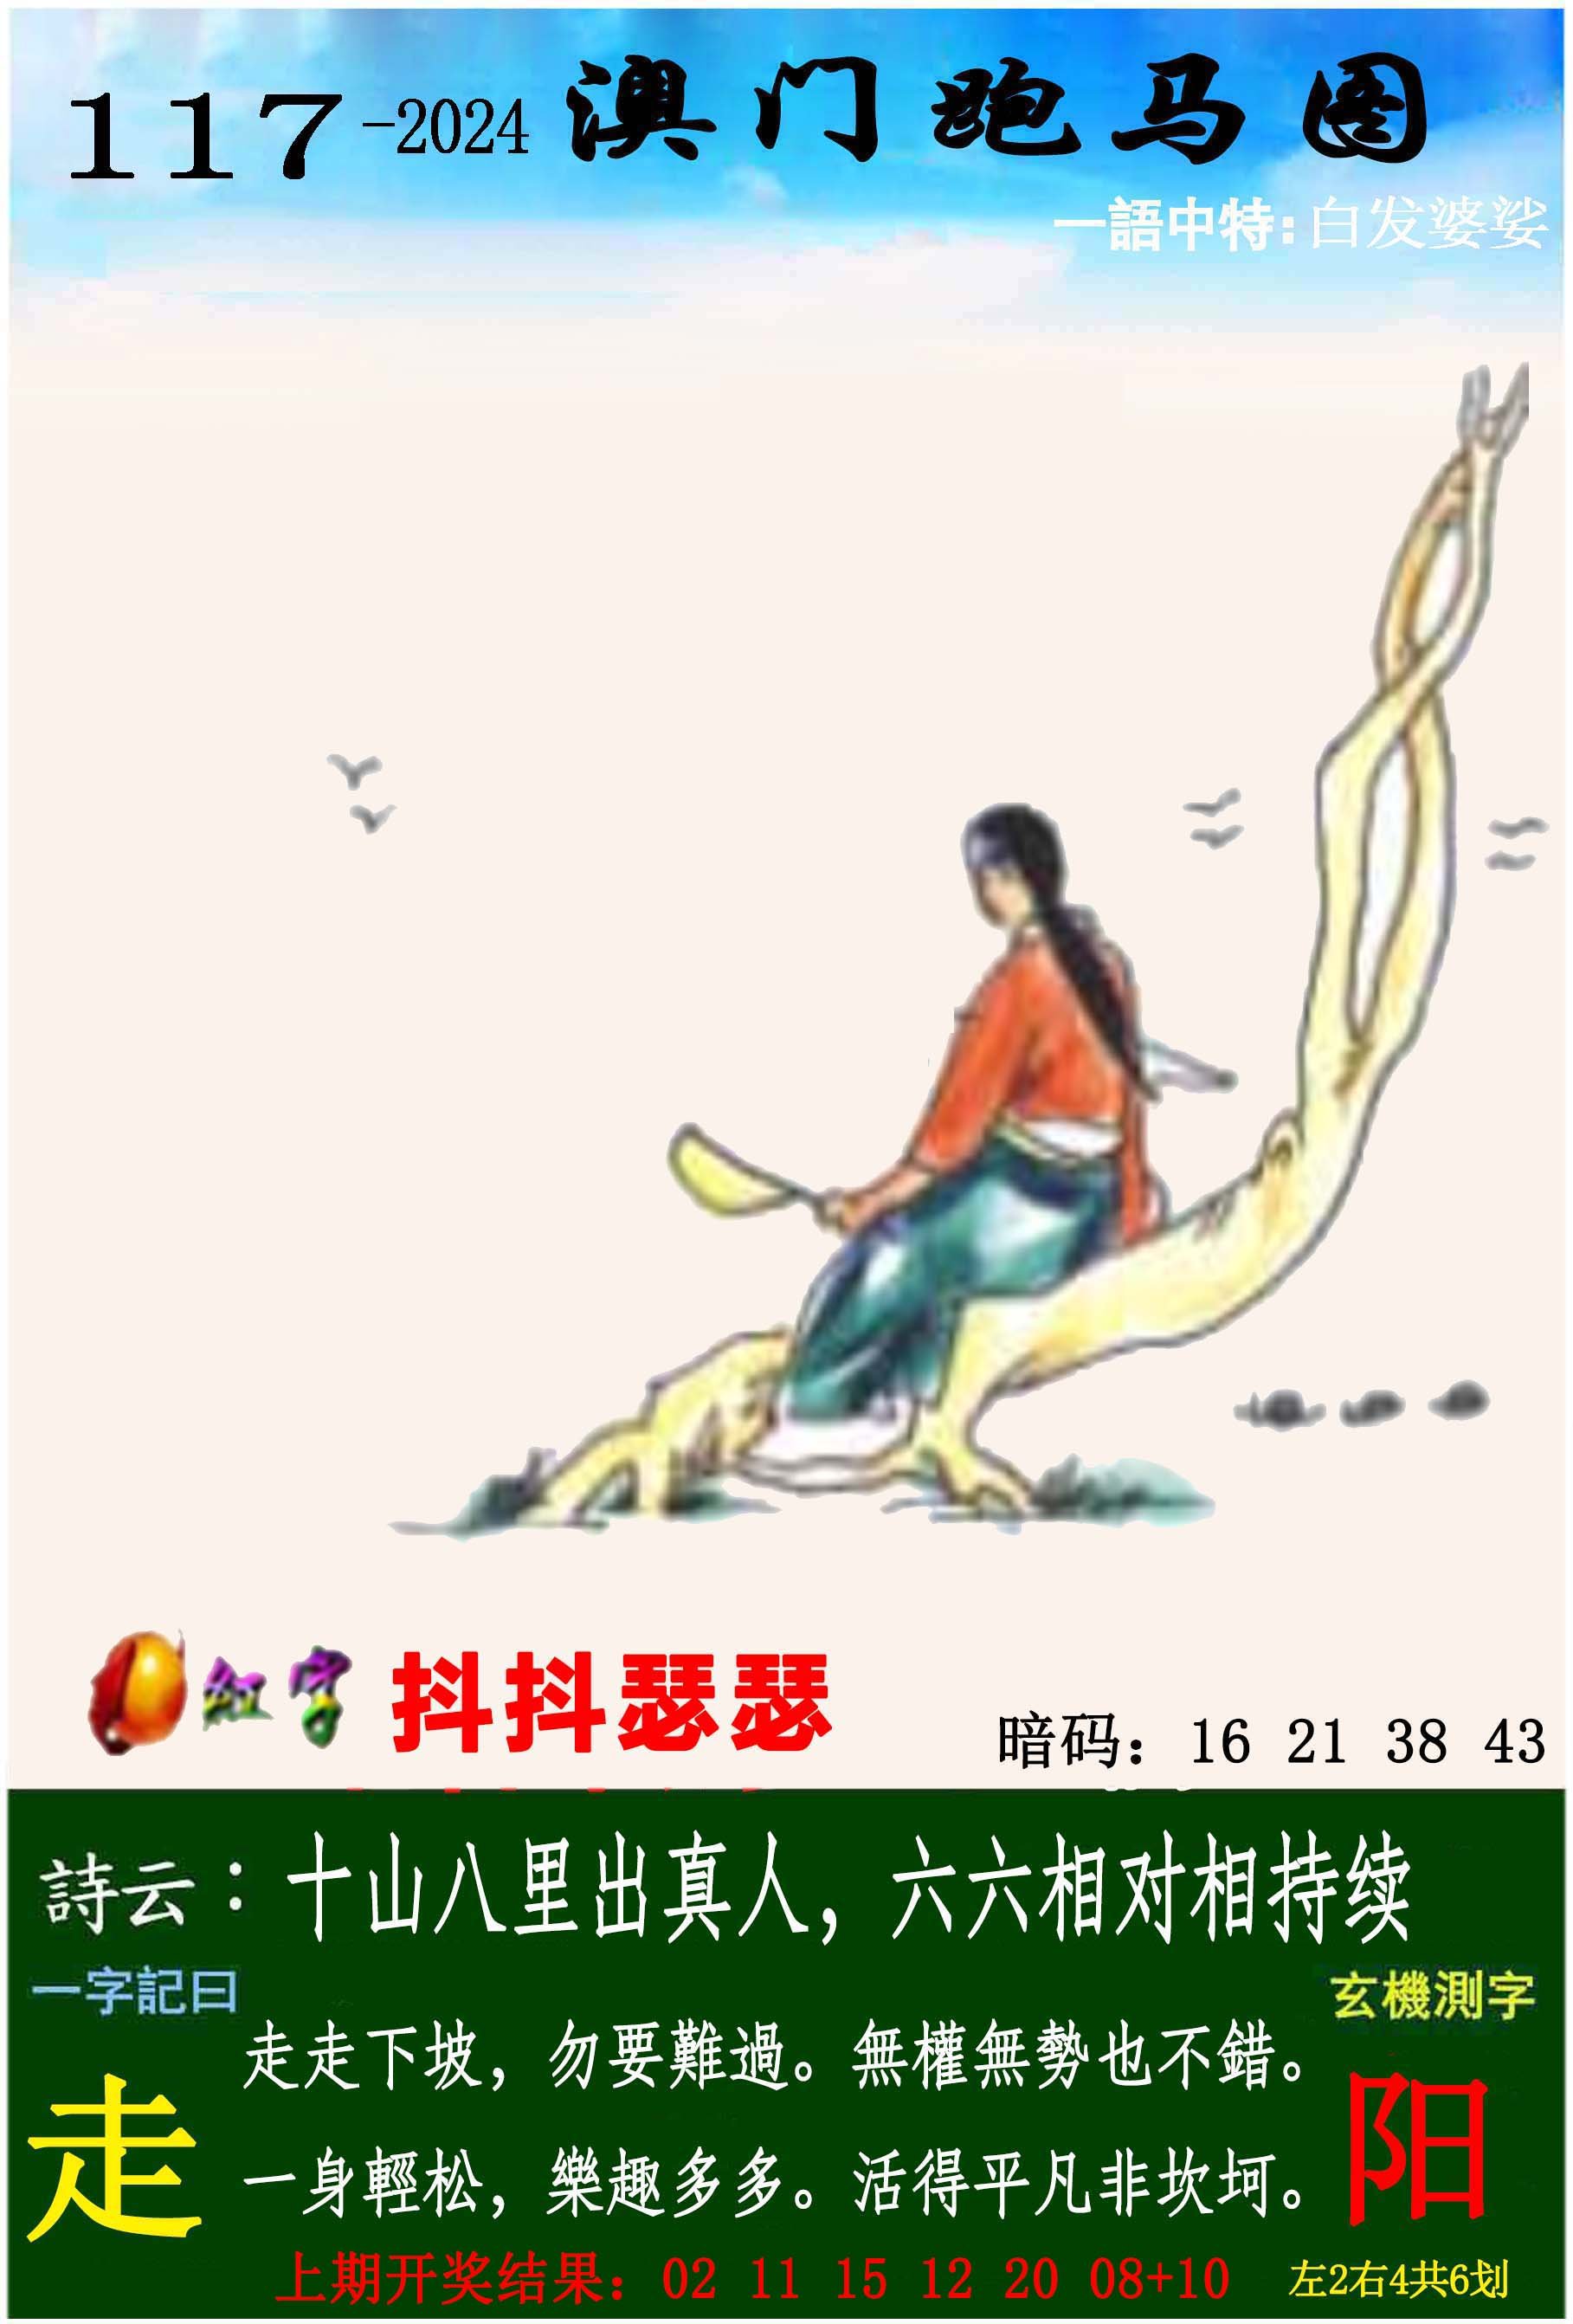 117-2024 澳门跑马图
一語中特:白发婆娑
红字 抖抖瑟瑟
暗码: 16 21 38 43
詩云:十山八里出真人，六六相对相持续
一字記曰
玄機測字
走走下坡，勿要難過。無權無勢也不錯。
走
阳
一身輕松，樂趣多多。活得平凡非坎坷。
上期开奖结果: 02 11 15 12 20 08+10
左2右4共6划